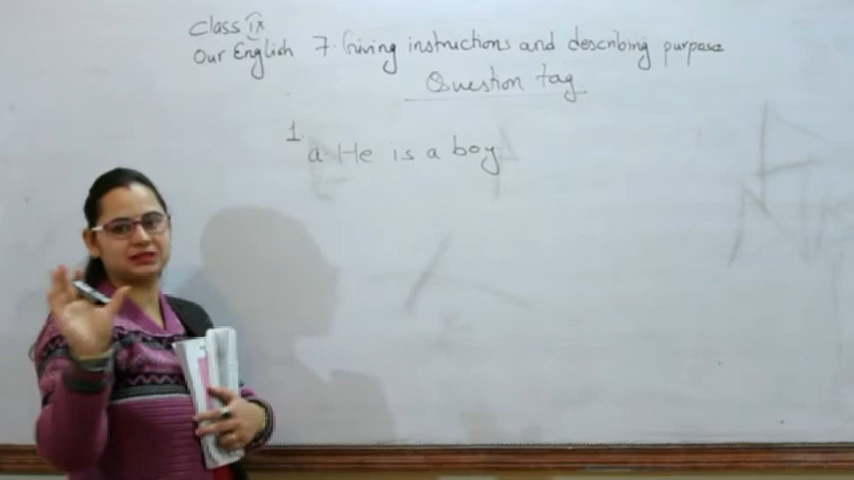 Class IX
Our English 7. Giving instructions and describing purpose
Question tag
1.
a. He is a boy